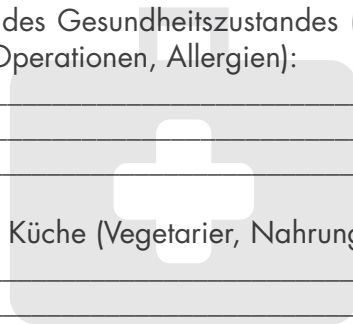 des Gesundheitszustandes (
Operationen, Allergien):
Küche (Vegetarier, Nahrung